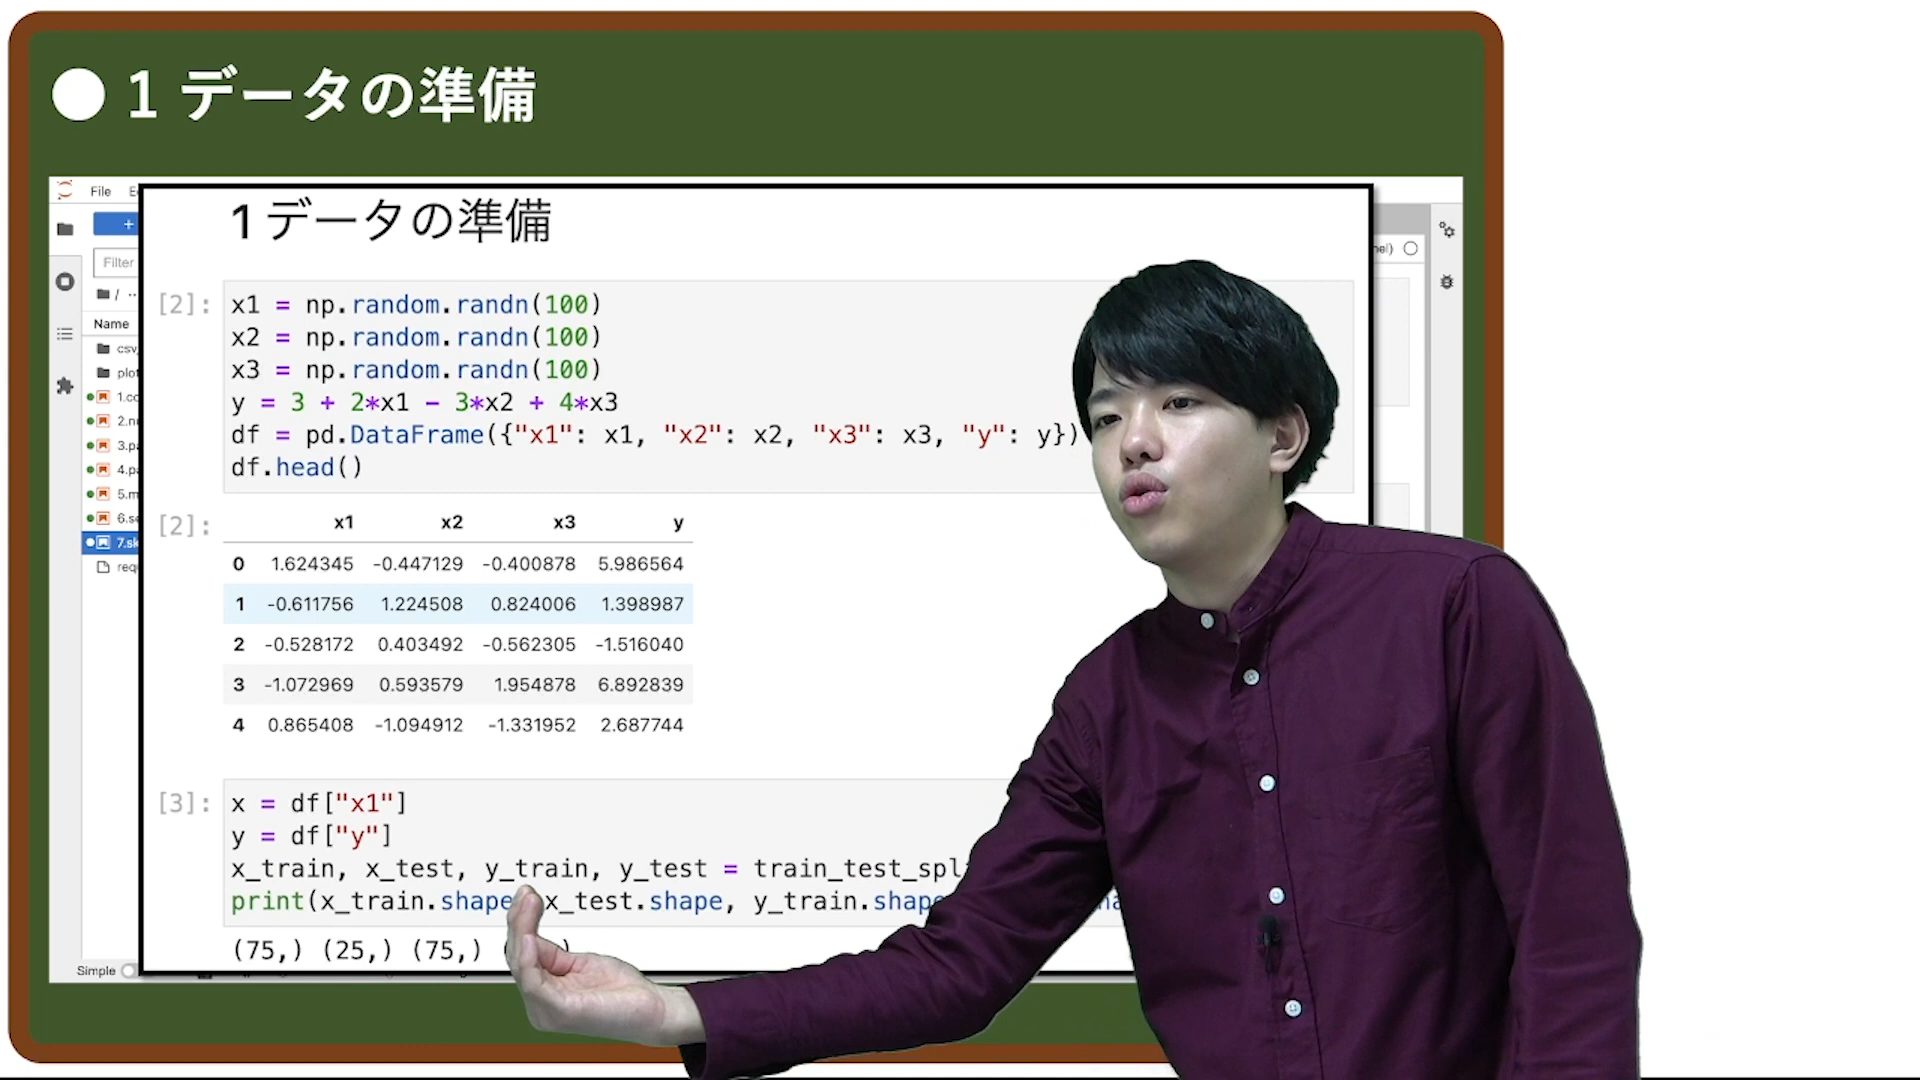 ● 1 データの準備
File
+
Filter
/ ··
Name
1 データの準備
[2]:
x1 = np.random.randn(100)
x2 = np.random.randn(100)
x3 = np.random.randn(100)
y = 3 + 2*x1 - 3*x2 + 4*x3
df = pd.DataFrame({"x1": x1, "x2": x2, "x3": x3, "y": y})
df.head()
[2]:
x1 x2 x3 y
0 1.624345 -0.447129 -0.400878 5.986564
1 -0.611756 1.224508 0.824006 1.398987
2 -0.528172 0.403492 -0.562305 -1.516040
3 -1.072969 0.593579 1.954878 6.892839
4 0.865408 -1.094912 -1.331952 2.687744
[3]:
x = df["x1"]
y = df["y"]
x_train, x_test, y_train, y_test = train_test_spl
print(x_train.shape x_test.shape, y_train.shap
(75,) (25,) (75,)
Simple